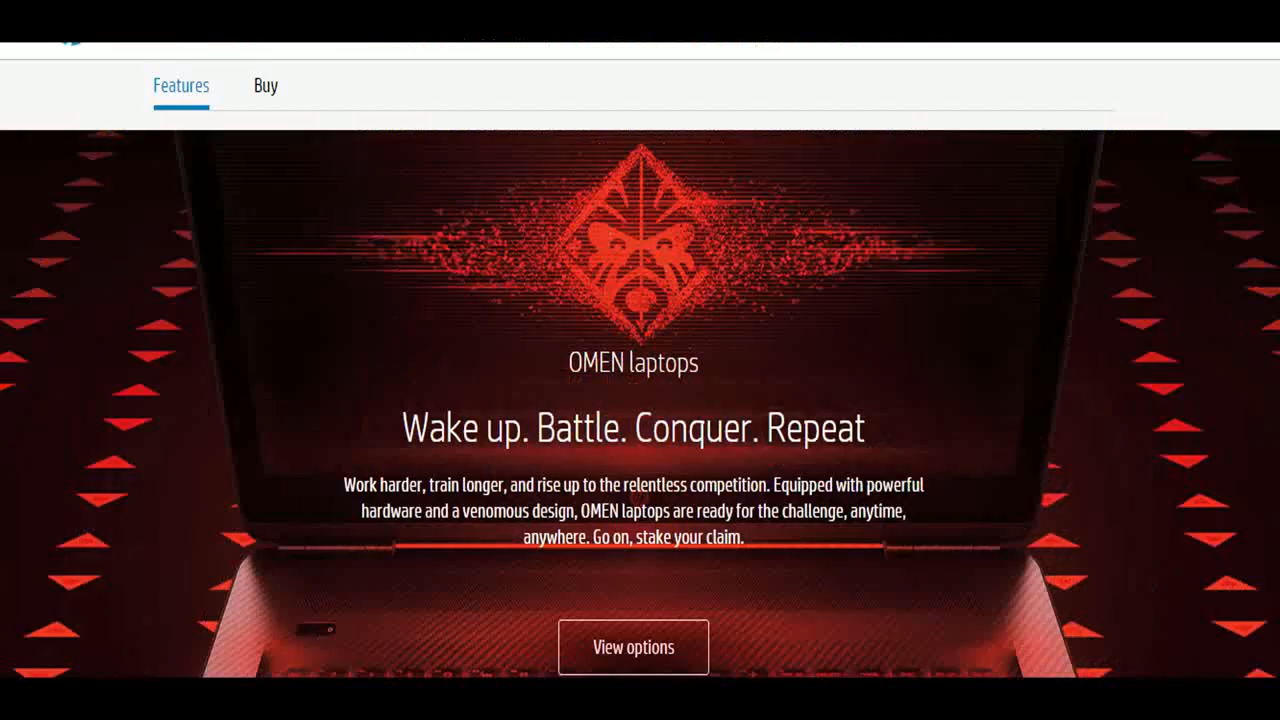 Features Buy
OMEN laptops
Wake up. Battle. Conquer. Repeat
Work harder, train longer, and rise up to the relentless competition. Equipped with powerful
hardware and a venomous design, OMEN laptops are ready for the challenge, anytime,
anywhere. Go on, stake your claim.
View options